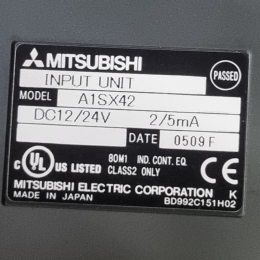 MITSUBISHI
PASSED
INPUT UNIT
MODEL A1SX42
DC12/24V 2/5mA
DATE 0509F
c UL US LISTED 80M1 IND. CONT. EQ.
CLASS2 ONLY
MITSUBISHI ELECTRIC CORPORATION K
MADE IN JAPAN BD992C151H02